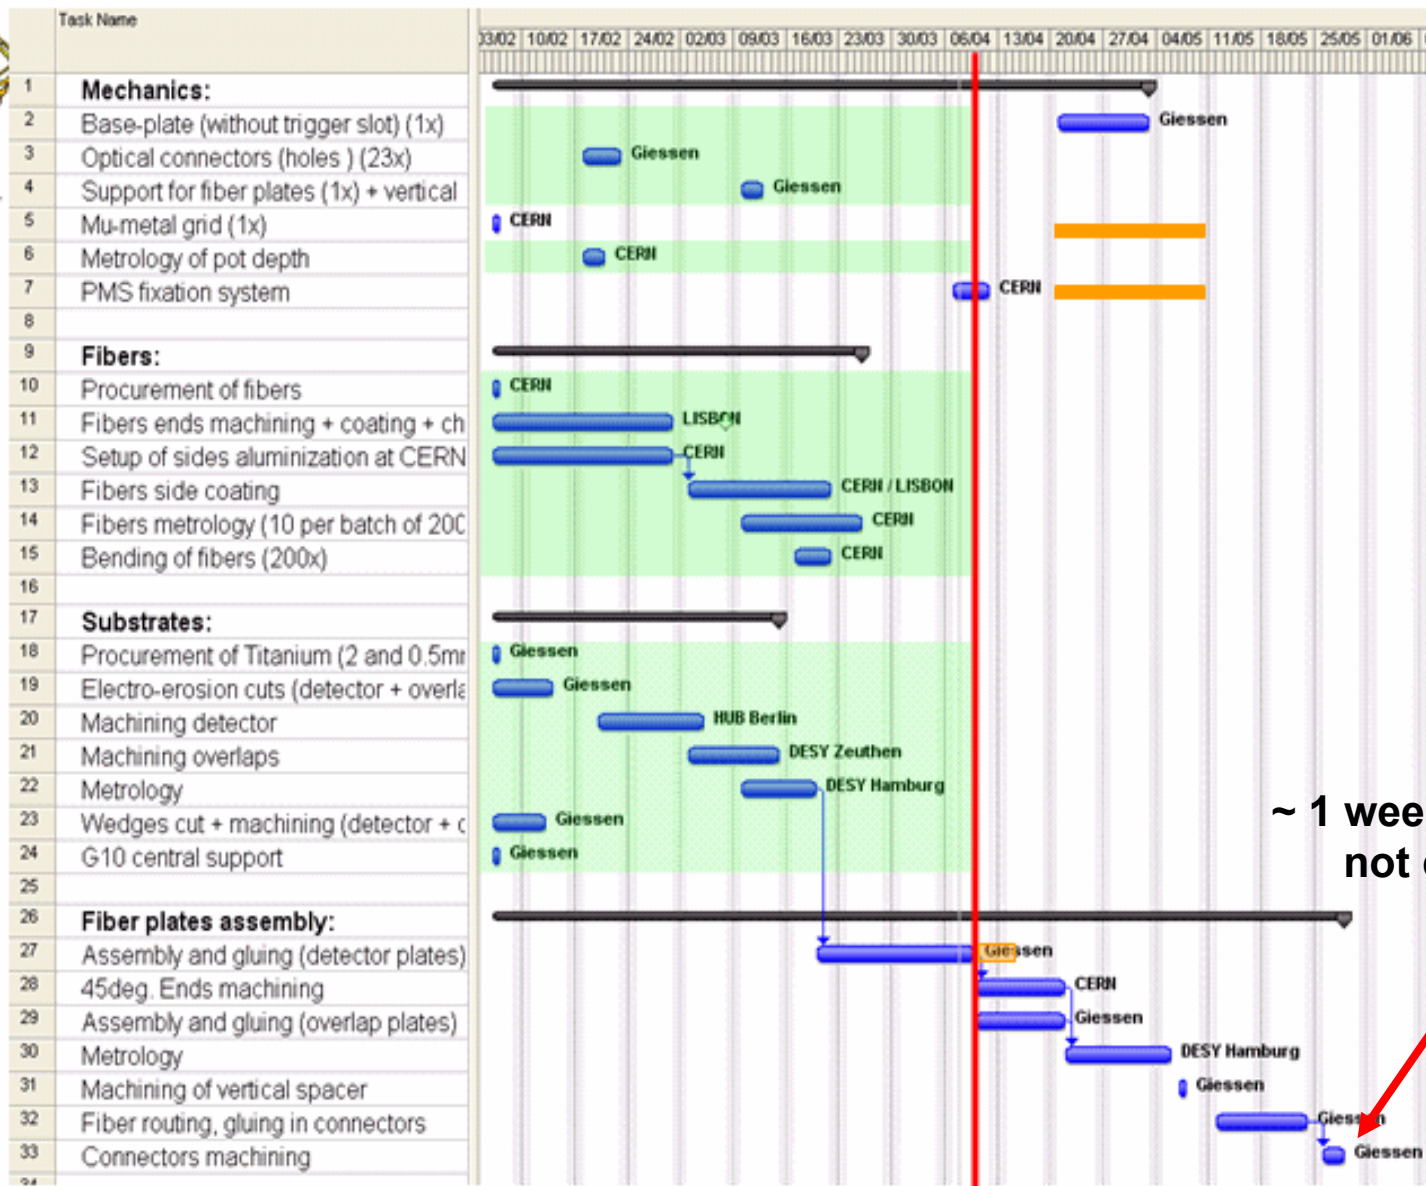 Task Name
03/02 10/02 17/02 24/02 02/03 09/03 16/03 23/03 30/03 06/04 13/04 20/04 27/04 04/05 11/05 18/05 25/05 01/06
1 Mechanics:
2 Base-plate (without trigger slot) (1x) Giessen
3 Optical connectors (holes ) (23x) Giessen
4 Support for fiber plates (1x) + vertical Giessen
5 Mu-metal grid (1x) CERN
6 Metrology of pot depth CERN
7 PMS fixation system CERN
8
9 Fibers:
10 Procurement of fibers CERN
11 Fibers ends machining + coating + ch LISBON
12 Setup of sides aluminization at CERN CERN
13 Fibers side coating CERN / LISBON
14 Fibers metrology (10 per batch of 200 CERN
15 Bending of fibers (200x) CERN
16
17 Substrates:
18 Procurement of Titanium (2 and 0.5mm Giessen
19 Electro-erosion cuts (detector + overla Giessen
20 Machining detector HUB Berlin
21 Machining overlaps DESY Zeuthen
22 Metrology DESY Hamburg
~ 1 wee
23 Wedges cut + machining (detector + o Giessen
24 G10 central support Giessen
not
25
26 Fiber plates assembly:
27 Assembly and gluing (detector plates) Giessen
28 45deg. Ends machining CERN
29 Assembly and gluing (overlap plates) Giessen
30 Metrology DESY Hamburg
31 Machining of vertical spacer Giessen
32 Fiber routing, gluing in connectors Giessen
33 Connectors machining Giessen